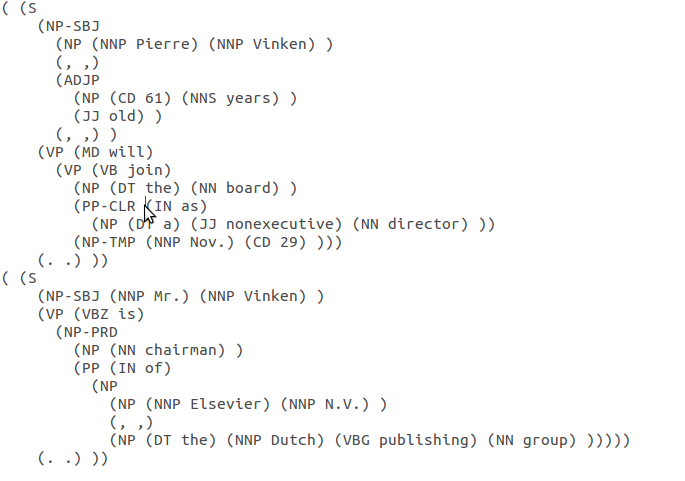 ( (S
    (NP-SBJ
      (NP (NNP Pierre) (NNP Vinken) )
      (, ,)
      (ADJP
        (NP (CD 61) (NNS years) )
        (JJ old) )
      (, ,) )
    (VP (MD will)
      (VP (VB join)
        (NP (DT the) (NN board) )
        (PP-CLR (IN as)
          (NP (DT a) (JJ nonexecutive) (NN director) ))
        (NP-TMP (NNP Nov.) (CD 29) )))
    (. .) ))
( (S
    (NP-SBJ (NNP Mr.) (NNP Vinken) )
    (VP (VBZ is)
      (NP-PRD
        (NP (NN chairman) )
        (PP (IN of)
          (NP
            (NP (NNP Elsevier) (NNP N.V.) )
            (, ,)
            (NP (DT the) (NNP Dutch) (VBG publishing) (NN group) )))))
    (. .) ))